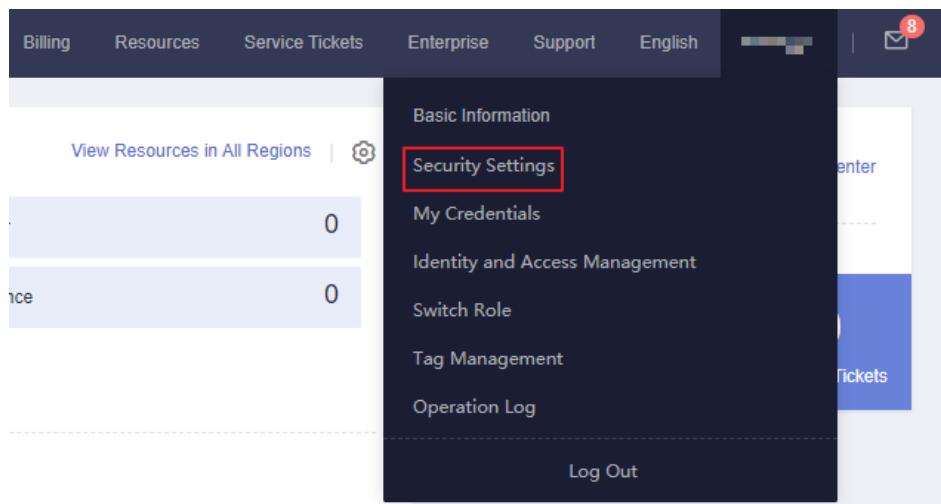 Billing Resources Service Tickets Enterprise Support English 8
Basic Information
View Resources in All Regions
Security Settings
enter
My Credentials
0
Identity and Access Management
nce 0
Switch Role
Tag Management
Tickets
Operation Log
Log Out